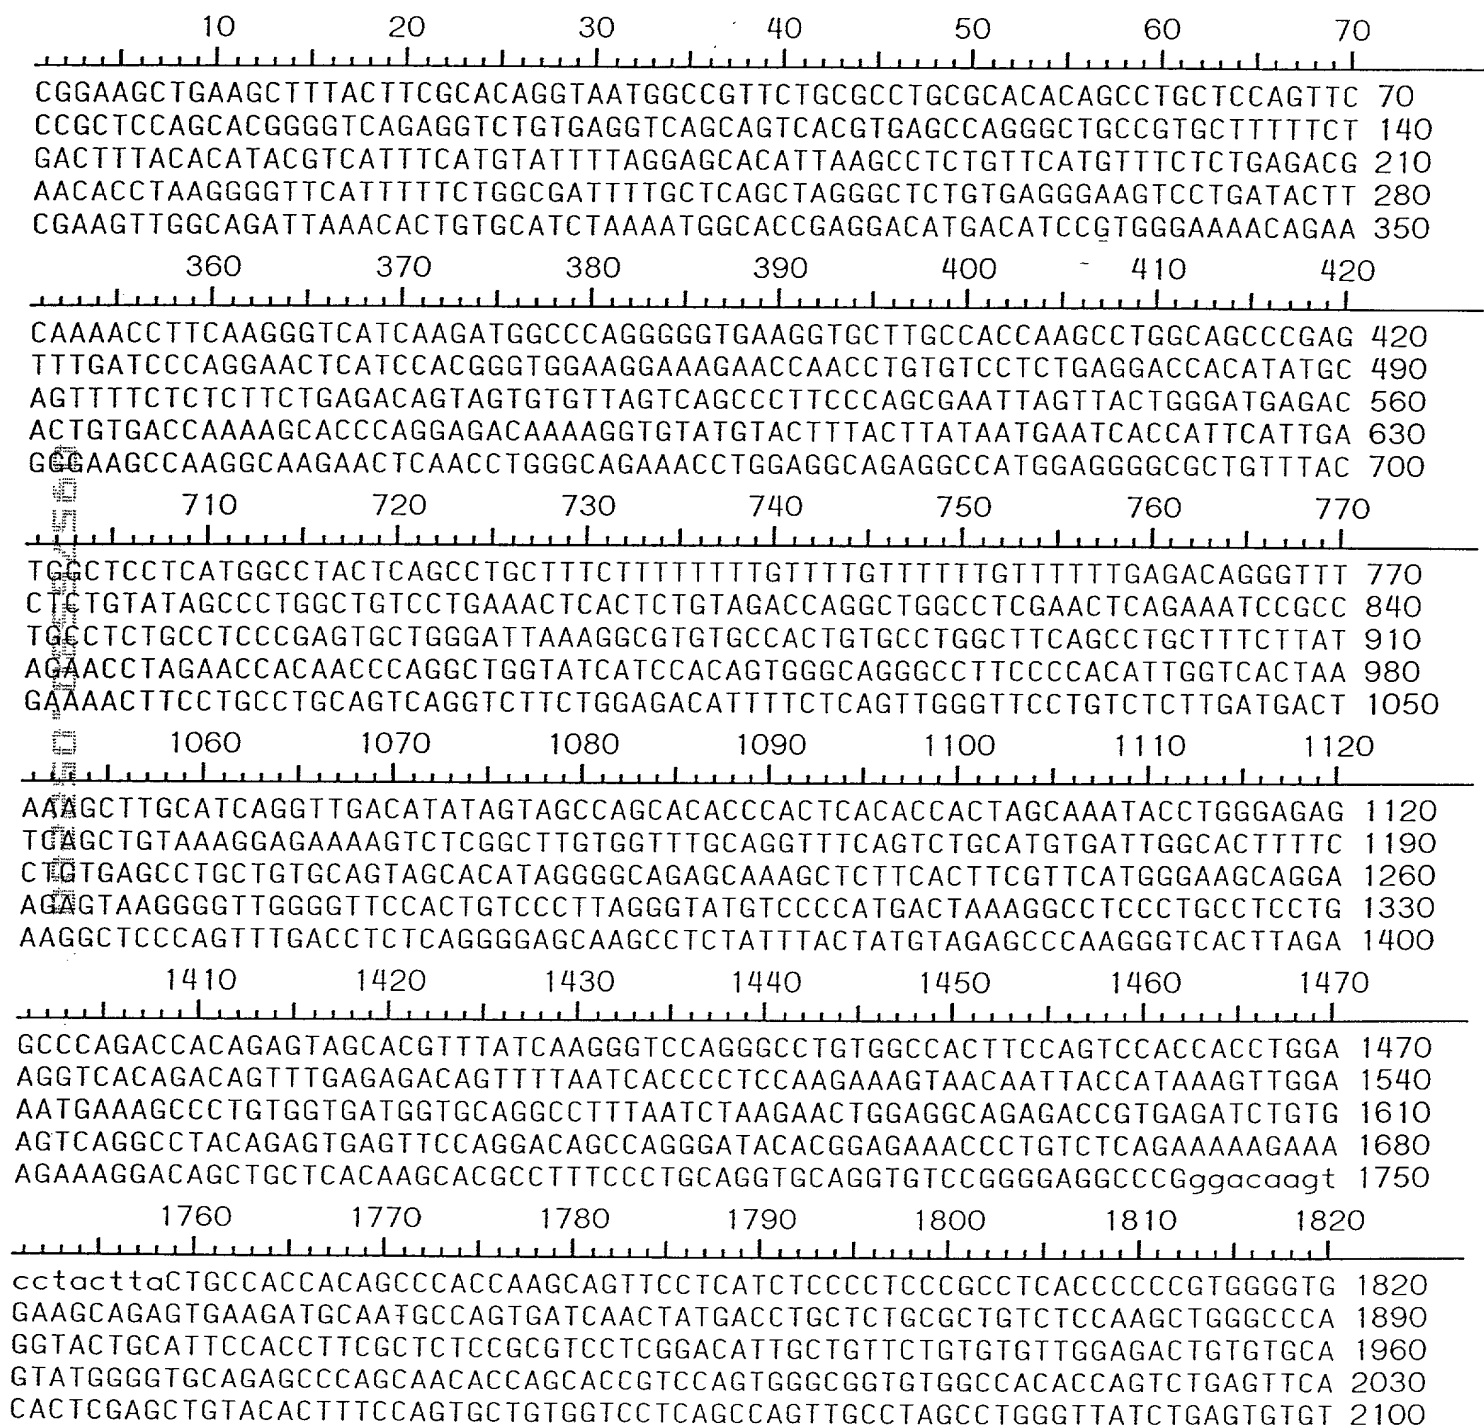 10 20 30 40 50 60 70
CGGAAGCTGAAGCTTTACTTCGCACAGGTAATGGCCGTTCTGCGCCTGCGCACACAGCCTGCTCCAGTTC 70
CCGCTCCAGCACGGGGTCAGAGGTCTGTGAGGTCAGCAGTCACGTGAGCCAGGGCTGCCGTGCTTTTTCT 140
GACTTTACACATACGTCATTTCATGTATTTTAGGAGCACATTAAGCCTCTGTTCATGTTTCTCTGAGACG 210
AACACCTAAGGGGTTCATTTTTCTGGCGATTTTGCTCAGCTAGGGCTCTGTGAGGGAAGTCCTGATACTT 280
CGAAGTTGGCAGATTAAACACTGTGCATCTAAAATGGCACCGAGGACATGACATCCGTGGGAAAACAGAA 350
360 370 380 390 400 410 420
CAAAACCTTCAAGGGTCATCAAGATGGCCCAGGGGGTGAAGGTGCTTGCCACCAAGCCTGGCAGCCCGAG 420
TTTGATCCCAGGAACTCATCCACGGGTGGAAGGAAAGAACCAACCTGTGTCCTCTGAGGACCACATATGC 490
AGTTTTCTCTCTTCTGAGACAGTAGTGTGTTAGTCAGCCCTTCCCAGCGAATTAGTTACTGGGATGAGAC 560
ACTGTGACCAAAAGCACCCAGGAGACAAAAGGTGTATGTACTTTACTTATAATGAATCACCATTCATTGA 630
GGGAAGCCAAGGCAAGAACTCAACCTGGGCAGAAACCTGGAGGCAGAGGCCATGGAGGGGCGCTGTTTAC 700
710 720 730 740 750 760 770
TGGCTCCTCATGGCCTACTCAGCCTGCTTTCTTTTTTTTGTTTTGTTTTTTGTTTTTTGAGACAGGGTTT 770
CTCTGTATAGCCCTGGCTGTCCTGAAACTCACTCTGTAGACCAGGCTGGCCTCGAACTCAGAAATCCGCC 840
TGCCTCTGCCTCCCGAGTGCTGGGATTAAAGGCGTGTGCCACTGTGCCTGGCTTCAGCCTGCTTTCTTAT 910
AGAACCTAGAACCACAACCCAGGCTGGTATCATCCACAGTGGGCAGGGCCTTCCCCACATTGGTCACTAA 980
GAAAACTTCCTGCCTGCAGTCAGGTCTTCTGGAGACATTTTCTCAGTTGGGTTCCTGTCTCTTGATGACT 1050
1060 1070 1080 1090 1100 1110 1120
AAAGCTTGCATCAGGTTGACATATAGTAGCCAGCACACCCACTCACACCACTAGCAAATACCTGGGAGAG 1120
TCAGCTGTAAAGGAGAAAAGTCTCGGCTTGTGGTTTGCAGGTTTCAGTCTGCATGTGATTGGCACTTTTC 1190
CTGTGAGCCTGCTGTGCAGTAGCACATAGGGGCAGAGCAAAGCTCTTCACTTCGTTCATGGGAAGCAGGA 1260
AGAGTAAGGGGTTGGGGTTCCACTGTCCCTTAGGGTATGTCCCCATGACTAAAGGCCTCCCTGCCTCCTG 1330
AAGGCTCCCAGTTTGACCTCTCAGGGGAGCAAGCCTCTATTTACTATGTAGAGCCCAAGGGTCACTTAGA 1400
1410 1420 1430 1440 1450 1460 1470
GCCCAGACCACAGAGTAGCACGTTTATCAAGGGTCCAGGGCCTGTGGCCACTTCCAGTCCACCACCTGGA 1470
AGGTCACAGACAGTTTGAGAGACAGTTTTAATCACCCCTCCAAGAAAGTAACAATTACCATAAAGTTGGA 1540
AATGAAAGCCCTGTGGTGATGGTGCAGGCCTTTAATCTAAGAACTGGAGGCAGAGACCGTGAGATCTGTG 1610
AGTCAGGCCTACAGAGTGAGTTCCAGGACAGCCAGGGATACACGGAGAAACCCTGTCTCAGAAAAAGAAA 1680
AGAAAGGACAGCTGCTCACAAGCACGCCTTTCCCTGCAGGTGCAGGTGTCCGGGGAGGCCCGggacaagt 1750
1760 1770 1780 1790 1800 1810 1820
cctacttaCTGCCACCACAGCCCACCAAGCAGTTCCTCATCTCCCCTCCCGCCTCACCCCCCGTGGGGTG 1820
GAAGCAGAGTGAAGATGCAATGCCAGTGATCAACTATGACCTGCTCTGCGCTGTCTCCAAGCTGGGCCCA 1890
GGTACTGCATTCCACCTTCGCTCTCCGCGTCCTCGGACATTGCTGTTCTGTGTGTTGGAGACTGTGTGCA 1960
GTATGGGGTGCAGAGCCCAGCAACACCAGCACCGTCCAGTGGGCGGTGTGGCCACACCAGTCTGAGTTCA 2030
CACTCGAGCTGTACACTTTCCAGTGCTGTGGTCCTCAGCCAGTTGCCTAGCCTGGGTTATCTGAGTGTGT 2100